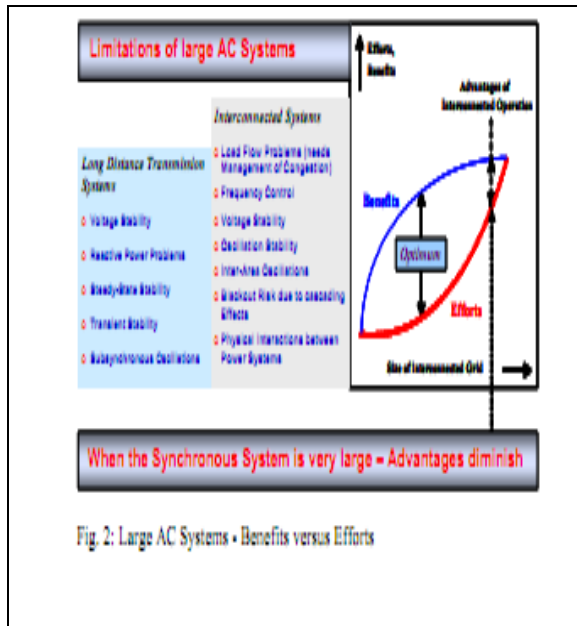 Limitations of large AC Systems
Long Distance Transmission
Systems
Voltage Stability
Reactive Power Problems
Steady-State Stability
Transient Stability
Subsynchronous Oscillations
Interconnected Systems
Load Flow Problems (needs
Management of Congestion)
Frequency Control
Voltage Stability
Oscillation Stability
Inter-Area Oscillations
Blackout Risk due to cascading
Effects
Physical Interactions between
Power Systems
Efforts,
Benefits
Advantages of
Interconnected Operation
Benefits
Optimum
Efforts
Size of Interconnected Grid
When the Synchronous System is very large – Advantages diminish
Fig. 2: Large AC Systems - Benefits versus Efforts